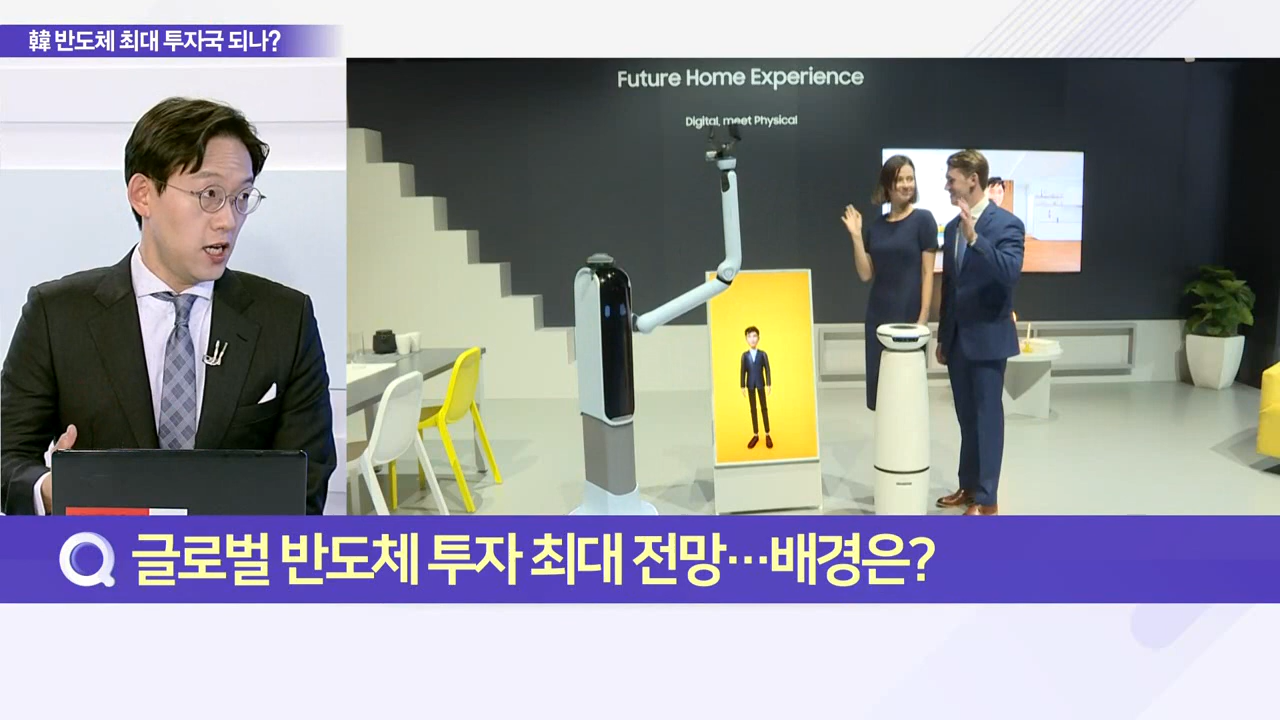 韓 반도체 최대 투자국 되나?
Future Home Experience
Digital, meet Physical
글로벌 반도체 투자 최대 전망…배경은?